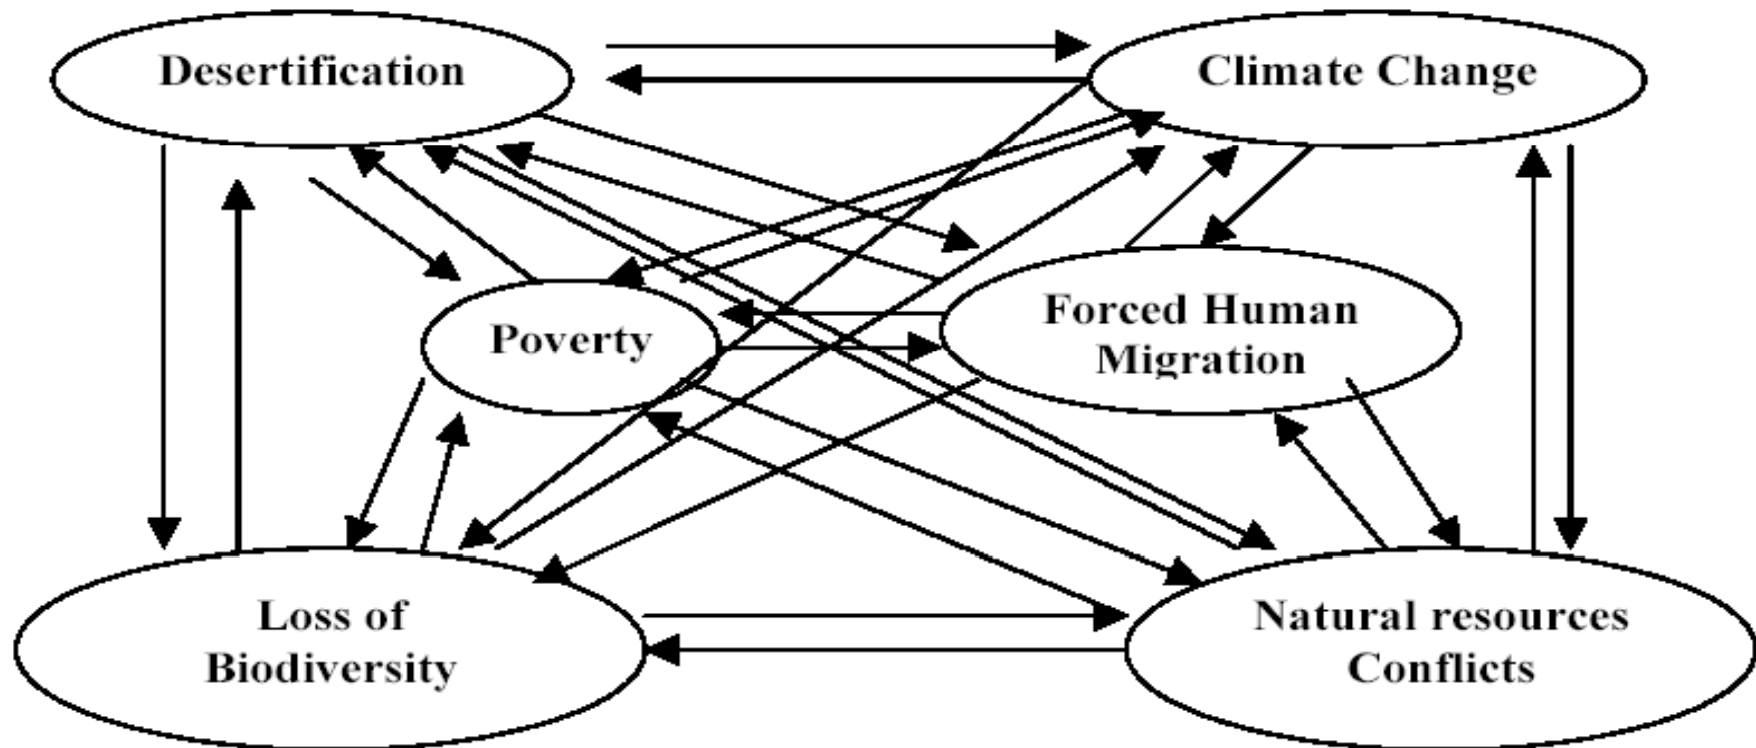 Desertification
Climate Change
Poverty
Forced Human
Migration
Loss of
Biodiversity
Natural resources
Conflicts